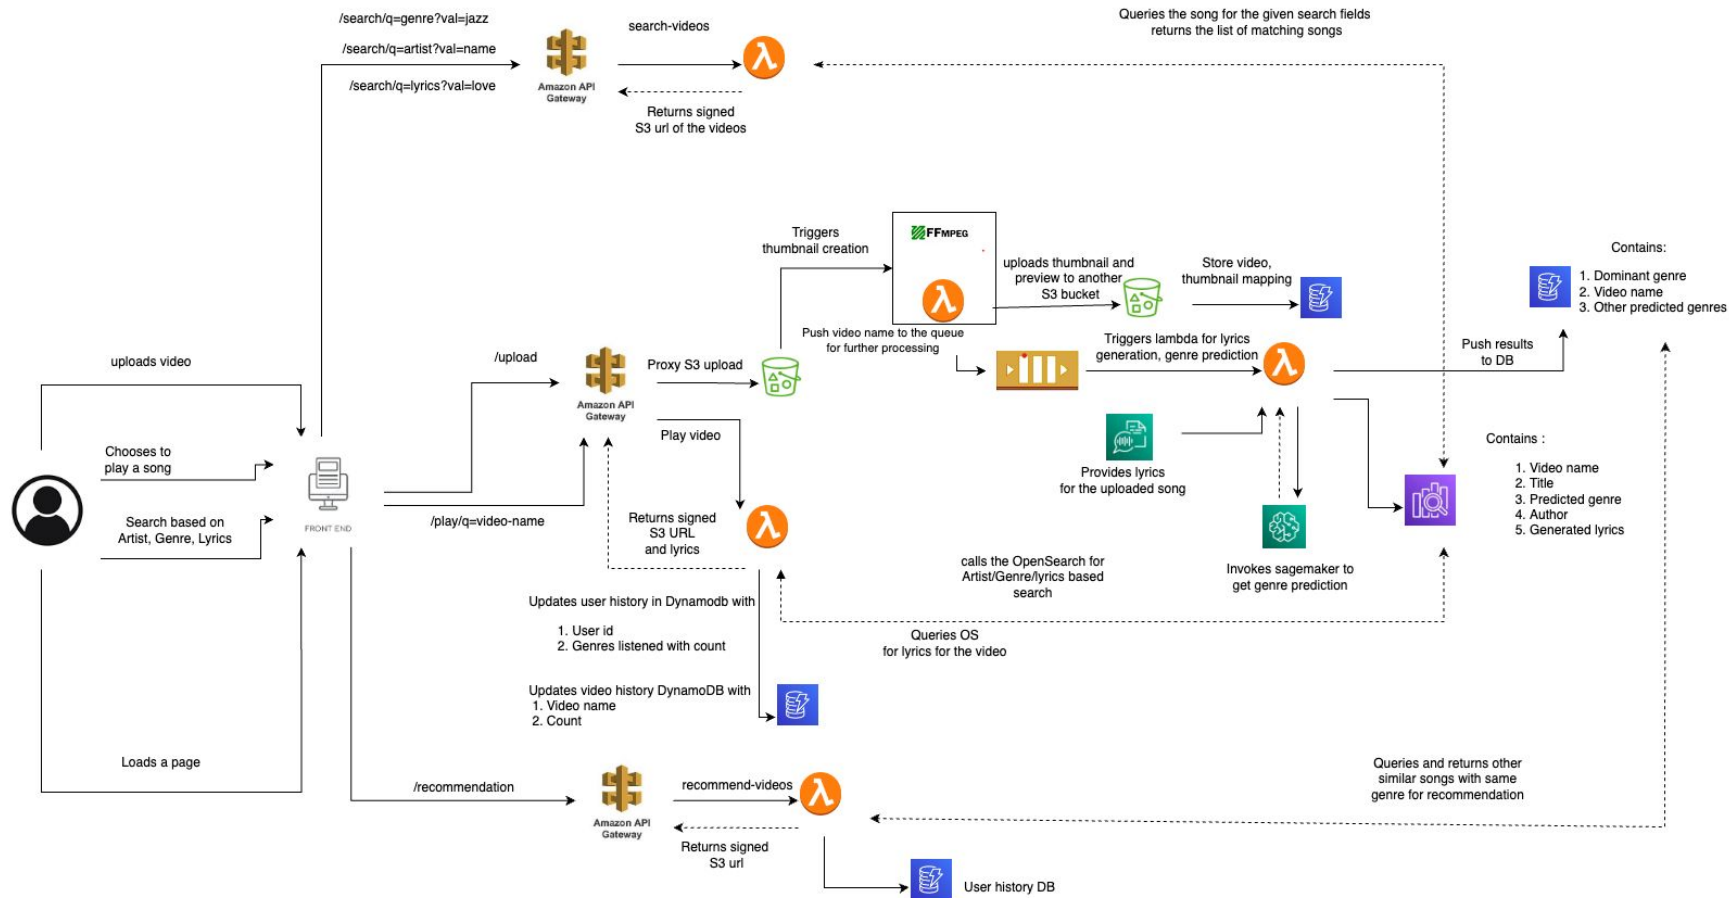 /search/q=genre?val=jazz
/search/q=artist?val=name
/search/q=lyrics?val=love
Amazon API
Gateway
search-videos
Returns signed
S3 url of the videos
Queries the song for the given search fields
returns the list of matching songs
Triggers
thumbnail creation
FFMPEG
uploads thumbnail and
preview to another
S3 bucket
Store video,
thumbnail mapping
Contains:
1. Dominant genre
2. Video name
3. Other predicted genres
Push video name to the queue
for further processing
Triggers lambda for lyrics
generation, genre prediction
Push results
to DB
uploads video
/upload
Amazon API
Gateway
Proxy S3 upload
Play video
Chooses to
play a song
Search based on
Artist, Genre, Lyrics
FRONT END
/play/q=video-name
Returns signed
S3 URL
and lyrics
Provides lyrics
for the uploaded song
Contains :
1. Video name
2. Title
3. Predicted genre
4. Author
5. Generated lyrics
Invokes sagemaker to
get genre prediction
calls the OpenSearch for
Artist/Genre/lyrics based
search
Updates user history in Dynamodb with
1. User id
2. Genres listened with count
Queries OS
for lyrics for the video
Updates video history DynamoDB with
1. Video name
2. Count
Loads a page
/recommendation
Amazon API
Gateway
recommend-videos
Returns signed
S3 url
Queries and returns other
similar songs with same
genre for recommendation
User history DB